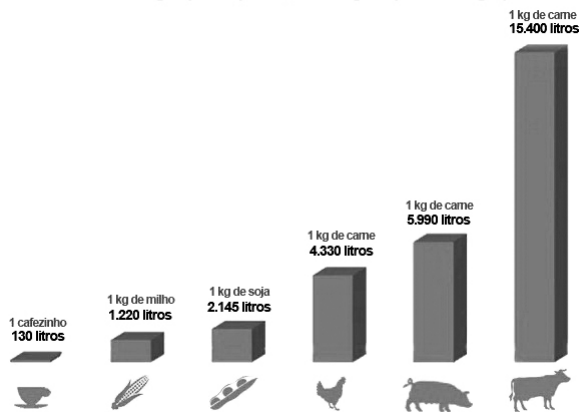 1 cafezinho
130 litros
1 kg de milho
1.220 litros
1 kg de soja
2.145 litros
1 kg de carne
4.330 litros
1 kg de carne
5.990 litros
1 kg de carne
15.400 litros